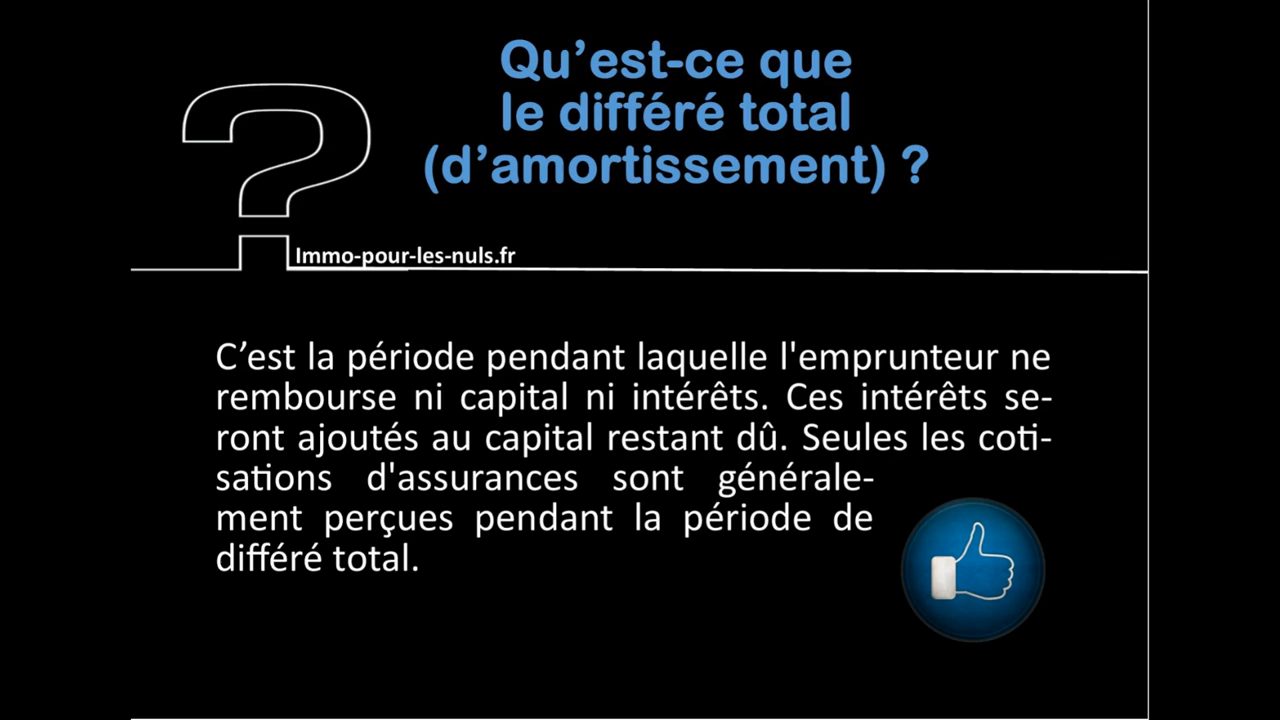 Qu’est-ce que
le différé total
(d’amortissement) ?
Immo-pour-les-nuls.fr
C’est la période pendant laquelle l'emprunteur ne
rembourse ni capital ni intérêts. Ces intérêts se-
ront ajoutés au capital restant dû. Seules les coti-
sations d'assurances sont générale-
ment perçues pendant la période de
différé total.